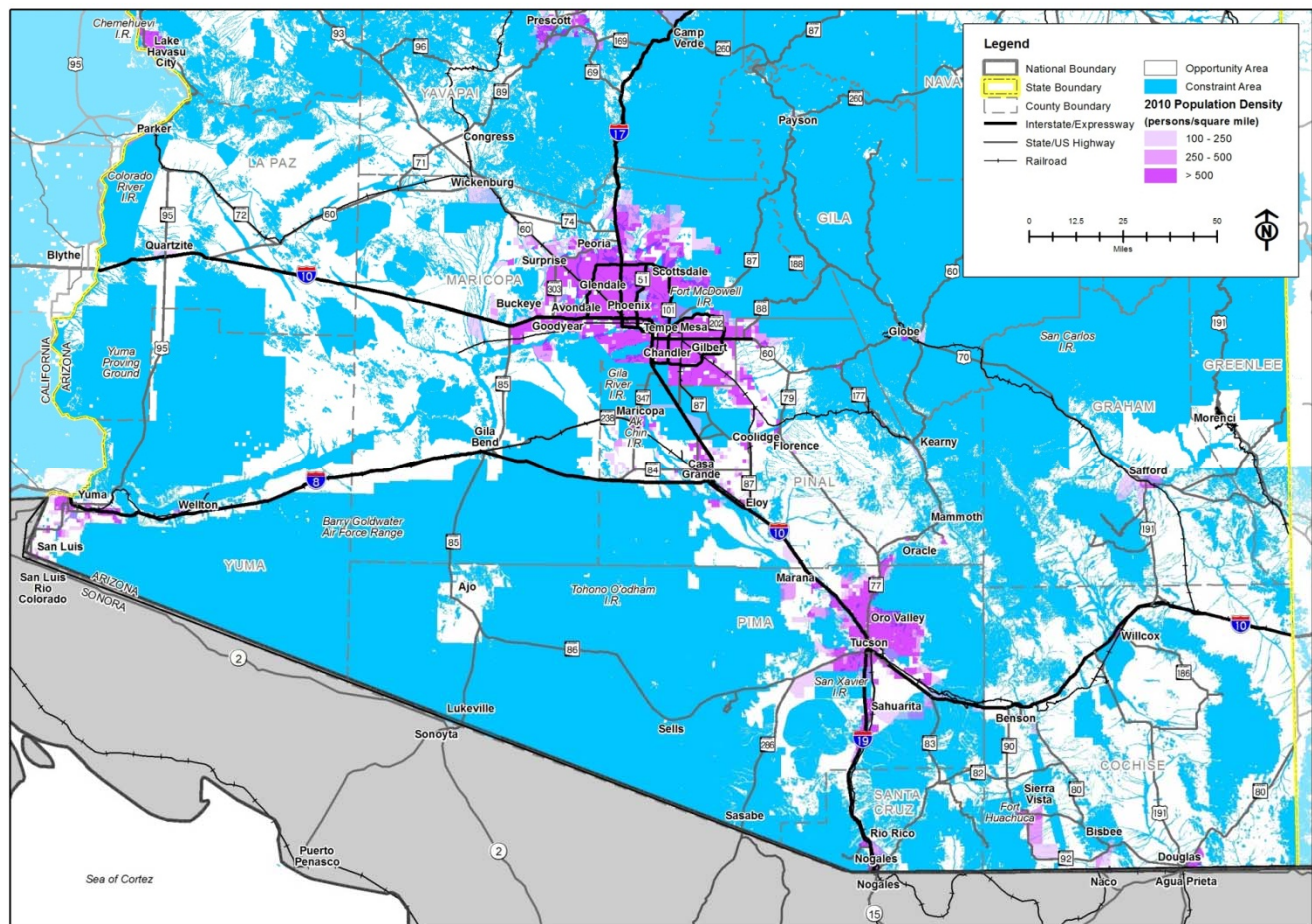 Chemehuevi
I.R.
Lake
Havasu
City
95
93
96
Prescott
169
Camp
Verde
260
87
69
89
YAVAPAI
NAVA
260
Payson
17
Parker
Congress
LA PAZ
71
Colorado
River
I.R.
Wickenburg
95
72
60
74
60
GILA
Peoria
Quartzite
Blythe
10
Surprise
Scottsdale
87
188
MARICOPA
51
Glendale
Fort McDowell
I.R.
303
Buckeye
Avondale
Phoenix
101
88
60
Goodyear
Tempe
Mesa
202
Globe
San Carlos
I.R.
191
CALIFORNIA
ARIZONA
Yuma
Proving
Ground
95
Chandler
Gilbert
60
70
GREENLEE
85
Gila
River
I.R.
347
87
79
177
GRAHAM
Morenci
Maricopa
238
Ak
Chin
I.R.
Gila
Bend
Coolidge
Florence
Kearny
Safford
84
Casa
Grande
87
PINAL
8
Yuma
Wellton
Eloy
Mammoth
191
San Luis
Barry Goldwater
Air Force Range
10
85
Oracle
YUMA
San Luis
Rio
Colorado
ARIZONA
SONORA
Ajo
Tohono O'odham
I.R.
Marana
77
PIMA
Oro Valley
10
Tucson
Willcox
2
86
San Xavier
I.R.
186
Sahuarita
Benson
Lukeville
Sonoyta
Sells
286
19
83
90
COCHISE
82
Sierra
Vista
80
80
SANTA
CRUZ
Fort
Huachuca
191
Sasabe
Rio Rico
Bisbee
Puerto
Penasco
2
Nogales
92
Douglas
Sea of Cortez
Nogales
Naco
Agua Prieta
15
Legend
National Boundary
State Boundary
County Boundary
Interstate/Expressway
State/US Highway
Railroad
Opportunity Area
Constraint Area
2010 Population Density
(persons/square mile)
100 - 250
250 - 500
> 500
0 12.5 25 50
Miles
N